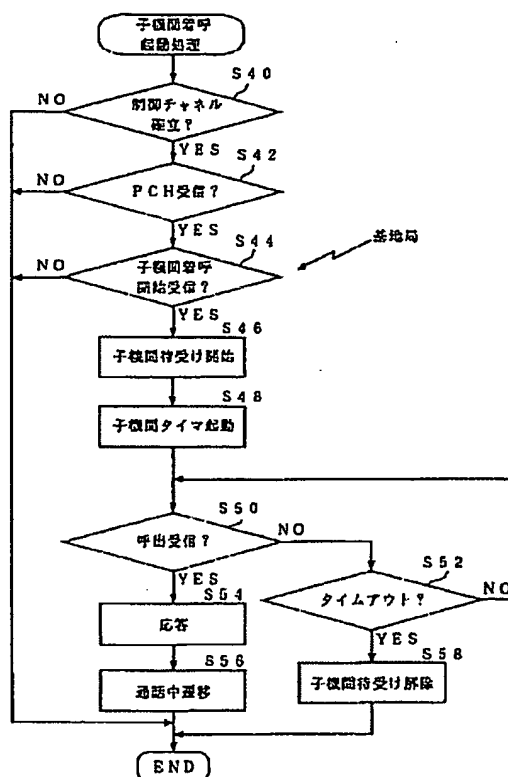 子機間着呼
起動処理
S40
NO
制御チャネル
確立?
YES
S42
NO
PCH受信?
YES
S44
基地局
NO
子機間着呼
開始受信?
YES
S46
子機間待受け開始
S48
子機間タイマ起動
S50
呼出受信?
NO
S52
YES
タイムアウト?
NO
S54
応答
YES
S58
S56
子機間待受け解除
通話中遷移
END